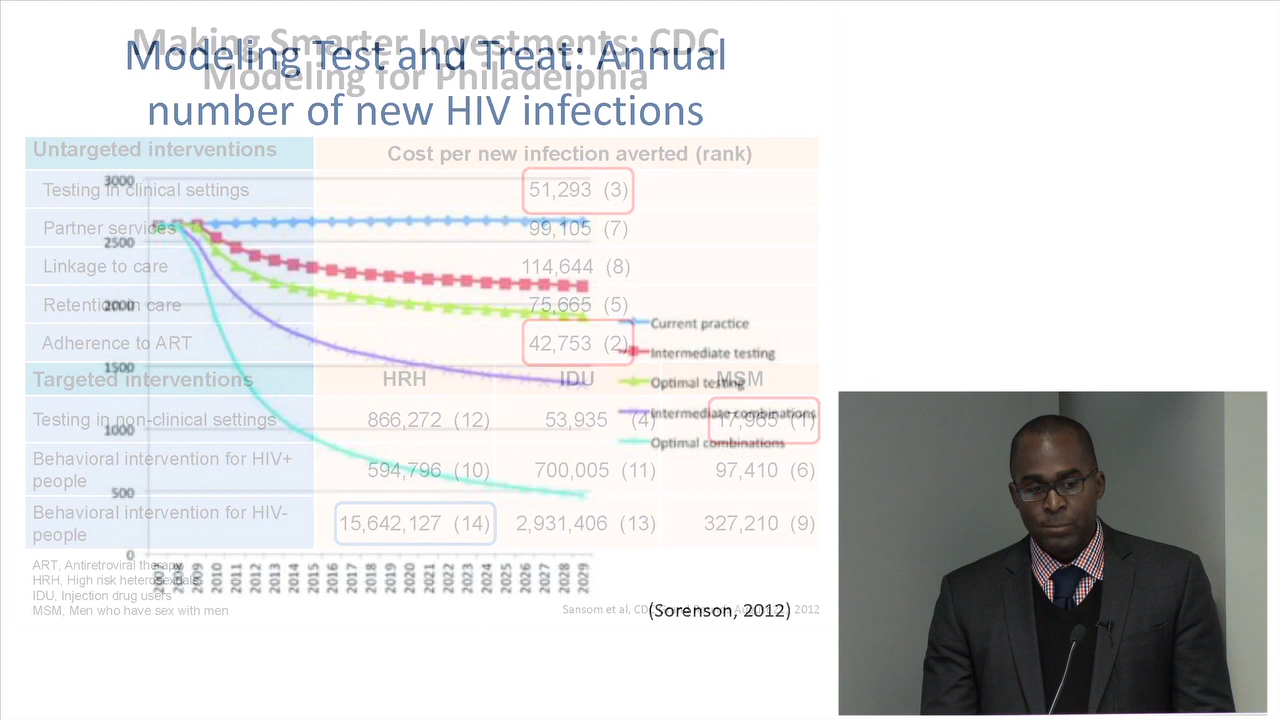 Making Smarter Investments: CDC
Modeling for Philadelphia
Untargeted interventions Cost per new infection averted (rank)
Testing in clinical settings 51,293 (3)
Partner services 99,105 (7)
Linkage to care 114,644 (8)
Retention in care 75,665 (5)
Adherence to ART 42,753 (2)
Targeted interventions HRH IDU MSM
Testing in non-clinical settings 866,272 (12) 53,935 (4) 17,965 (1)
Behavioral intervention for HIV+
people 594,796 (10) 700,005 (11) 97,410 (6)
Behavioral intervention for HIV-
people 15,642,127 (14) 2,931,406 (13) 327,210 (9)
ART, Antiretroviral therapy
HRH, High risk heterosexuals
IDU, Injection drug users
MSM, Men who have sex with men
Sansom et al, 2012
Modeling Test and Treat: Annual
number of new HIV infections
3000
2500
2000
1500
1000
500
0
2007 2008 2009 2010 2011 2012 2013 2014 2015 2016 2017 2018 2019 2020 2021 2022 2023 2024 2025 2026 2027 2028 2029
Current practice
Intermediate testing
Optimal testing
Intermediate combinations
Optimal combinations
(Sorenson, 2012)